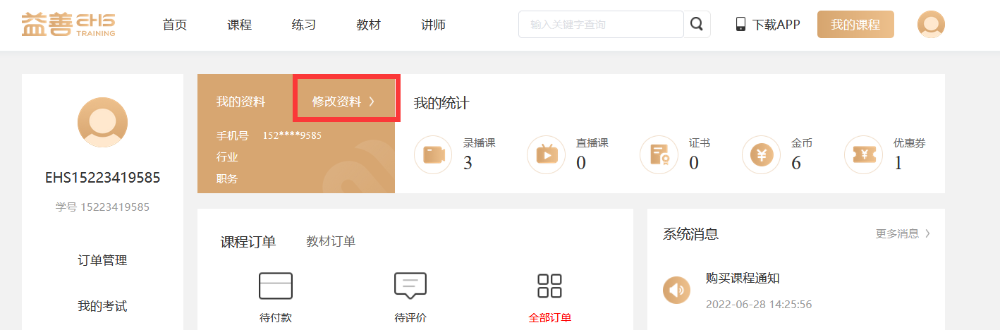 益善 EHS TRAINING
首页 课程 练习 教材 讲师 输入关键字查询 下载APP 我的课程
我的资料 修改资料
手机号 152****9585
行业
职务
我的统计
录播课 3
直播课 0
证书 0
金币 6
优惠券 1
EHS15223419585
学号 15223419585
订单管理
我的考试
课程订单 教材订单
待付款 待评价 全部订单
系统消息 更多消息
购买课程通知
2022-06-28 14:25:56